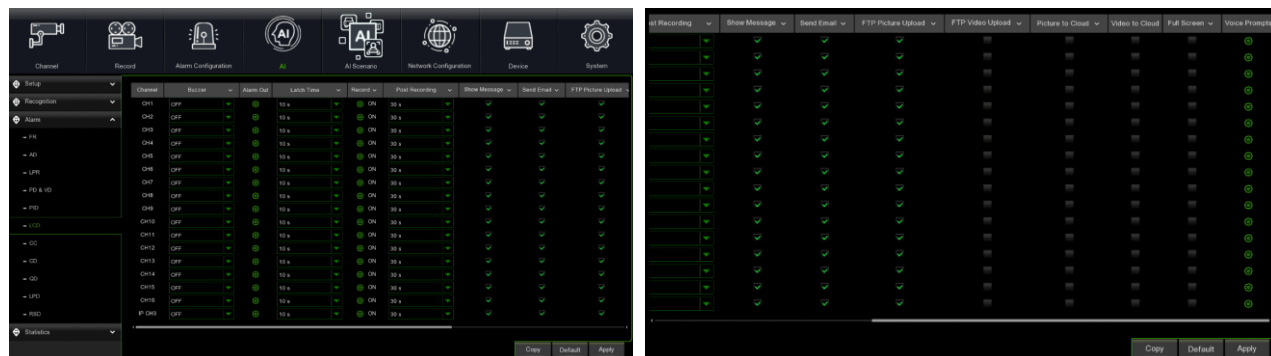 Channel Record Alarm Configuration AI AI Scenario Network Configuration Device System
Setup
Recognition
Alarm
FR
AD
LPR
PD & VD
PID
LCD
CC
CD
QD
LPD
RSD
Statistics
Channel Buzzer Alarm Out Latch Time Record Post Recording Show Message Send Email FTP Picture Upload
CH1 OFF 10 s ON 30 s
CH2 OFF 10 s ON 30 s
CH3 OFF 10 s ON 30 s
CH4 OFF 10 s ON 30 s
CH5 OFF 10 s ON 30 s
CH6 OFF 10 s ON 30 s
CH7 OFF 10 s ON 30 s
CH8 OFF 10 s ON 30 s
CH9 OFF 10 s ON 30 s
CH10 OFF 10 s ON 30 s
CH11 OFF 10 s ON 30 s
CH12 OFF 10 s ON 30 s
CH13 OFF 10 s ON 30 s
CH14 OFF 10 s ON 30 s
CH15 OFF 10 s ON 30 s
CH16 OFF 10 s ON 30 s
IP CH3 OFF 10 s ON 30 s
Copy Default Apply
st Recording Show Message Send Email FTP Picture Upload FTP Video Upload Picture to Cloud Video to Cloud Full Screen Voice Prompts
Copy Default Apply